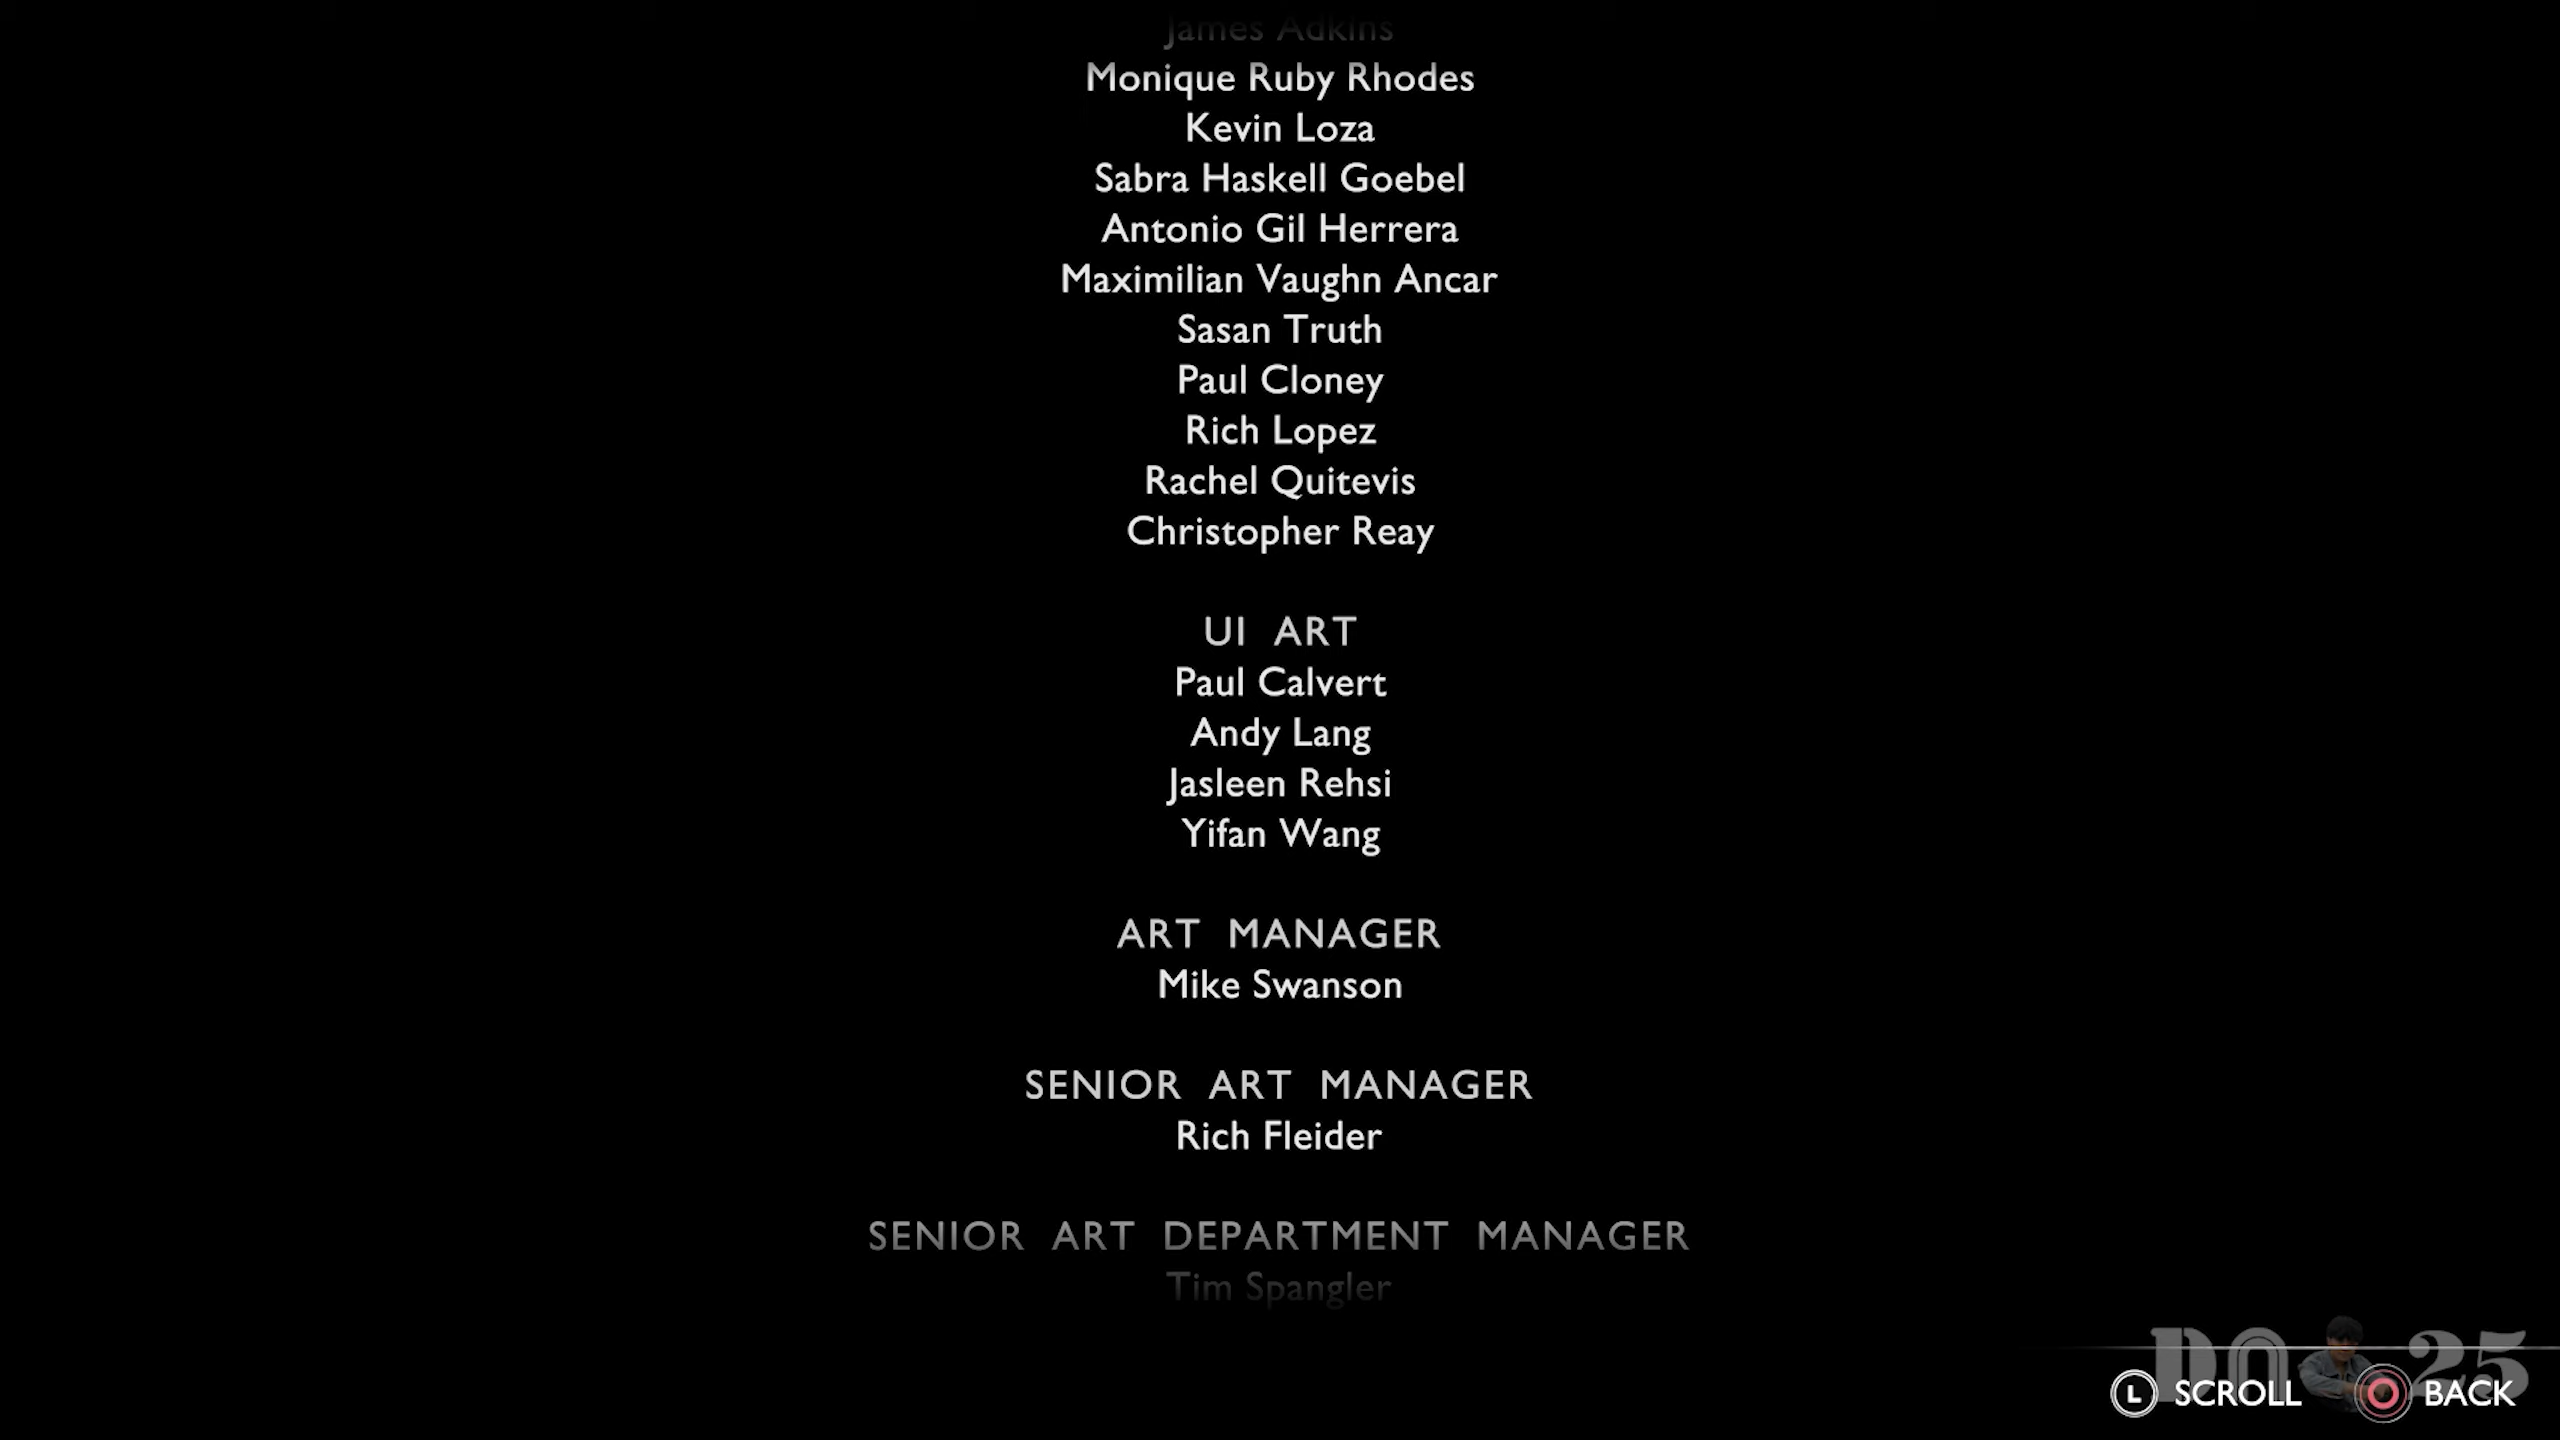 James Adkins
Monique Ruby Rhodes
Kevin Loza
Sabra Haskell Goebel
Antonio Gil Herrera
Maximilian Vaughn Ancar
Sasan Truth
Paul Cloney
Rich Lopez
Rachel Quitevis
Christopher Reay
UI ART
Paul Calvert
Andy Lang
Jasleen Rehsi
Yifan Wang
ART MANAGER
Mike Swanson
SENIOR ART MANAGER
Rich Fleider
SENIOR ART DEPARTMENT MANAGER
Tim Spangler
L SCROLL BACK
25